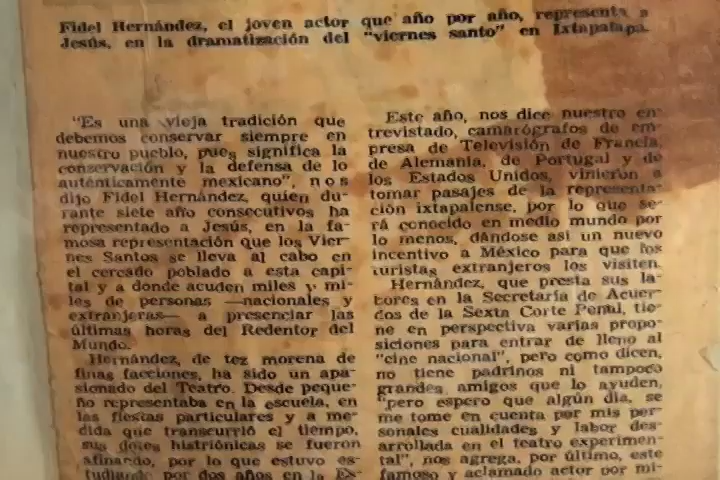 Fidel Hernández, el joven actor que año por año, representa a
Jesús, en la dramatización del "viernes santo" en Ixtapalapa.
"Es una vieja tradición que
debemos conservar siempre en
nuestro pueblo, pues significa la
conservación y la defensa de lo
auténticamente mexicano", nos
dijo Fidel Hernández, quien du-
rante siete año consecutivos ha
representado a Jesús, en la fa-
mosa representación que los Vier-
nes Santos se lleva al cabo en
el cercado poblado a esta capi-
tal y a donde acuden miles y mi-
les de personas —nacionales y
extranjeras— a presenciar las
últimas horas del Redentor del
Mundo.
Hernández, de tez morena de
finas facciones, ha sido un apa-
sionado del Teatro. Desde peque-
ño representaba en la escuela, en
las fiestas particulares y a me-
dida que transcurrió el tiempo,
sus dotes histriónicas se fueron
afinando, por lo que estuvo es-
tudiando por dos años en la Ex-
Este año, nos dice nuestro en-
trevistado, camarógrafos de em-
presa de Televisión de Francia,
de Alemania, de Portugal y de
los Estados Unidos, vinieron a
tomar pasajes de la representa-
ción ixtapalense, por lo que se-
rá conocido en medio mundo por
lo menos, dándose así un nuevo
incentivo a México para que los
turistas extranjeros los visiten.
Hernández, que presta sus la-
bores en la Secretaría de Acuer-
dos de la Sexta Corte Penal, tie-
ne en perspectiva varias propo-
siciones para entrar de lleno al
"cine nacional", pero como dicen,
no tiene padrinos ni tampoco
grandes amigos que lo ayuden,
"pero espero que algún día, se
me tome en cuenta por mis per-
sonales cualidades y labor des-
arrollada en el teatro experimen-
tal", nos agrega, por último, este
famoso y aclamado actor por mi-